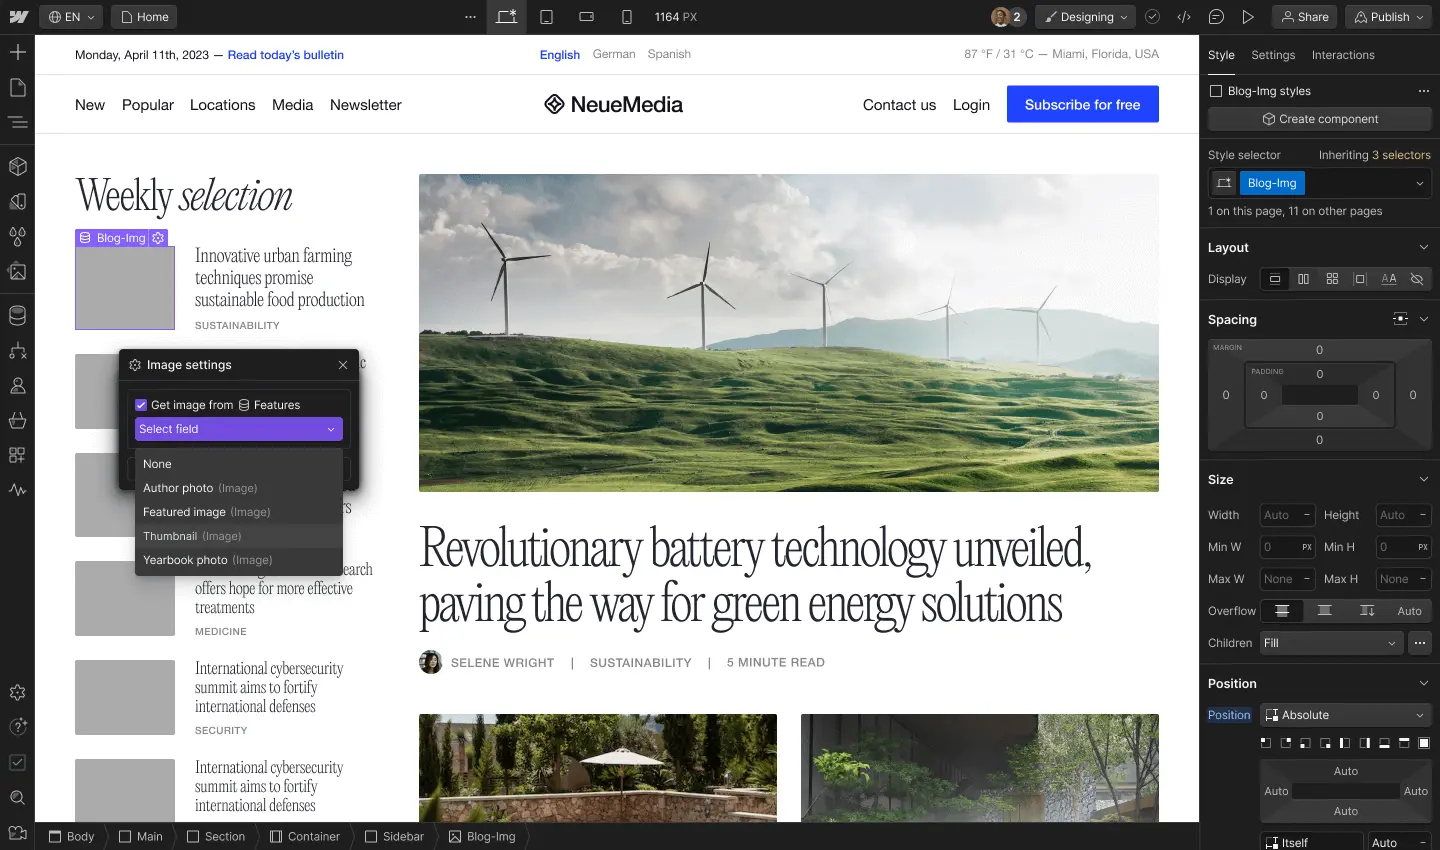 EN
Home
1164 PX
2
Designing
Share
Publish
Monday, April 11th, 2023 — Read today's bulletin
English German Spanish
87 °F / 31 °C — Miami, Florida, USA
New Popular Locations Media Newsletter
NeueMedia
Contact us Login Subscribe for free
Weekly selection
Blog-Img
Innovative urban farming
techniques promise
sustainable food production
SUSTAINABILITY
Image settings
Get image from Features
Select field
None
Author photo (Image)
Featured image (Image)
Thumbnail (Image)
Yearbook photo (Image)
offers hope for more effective
treatments
MEDICINE
International cybersecurity
summit aims to fortify
international defenses
SECURITY
International cybersecurity
summit aims to fortify
international defenses
Revolutionary battery technology unveiled,
paving the way for green energy solutions
SELENE WRIGHT | SUSTAINABILITY | 5 MINUTE READ
Body Main Section Container Sidebar Blog-Img
Style Settings Interactions
Blog-Img styles
Create component
Style selector Inheriting 3 selectors
Blog-Img
1 on this page, 11 on other pages
Layout
Display
Spacing
MARGIN
0
PADDING
0
0 0 0 0
0
0
Size
Width Auto – Height Auto –
Min W 0 PX Min H 0 PX
Max W None – Max H None –
Overflow Auto
Children Fill
Position
Position Absolute
Auto
Auto Auto
Auto
Itself Auto –